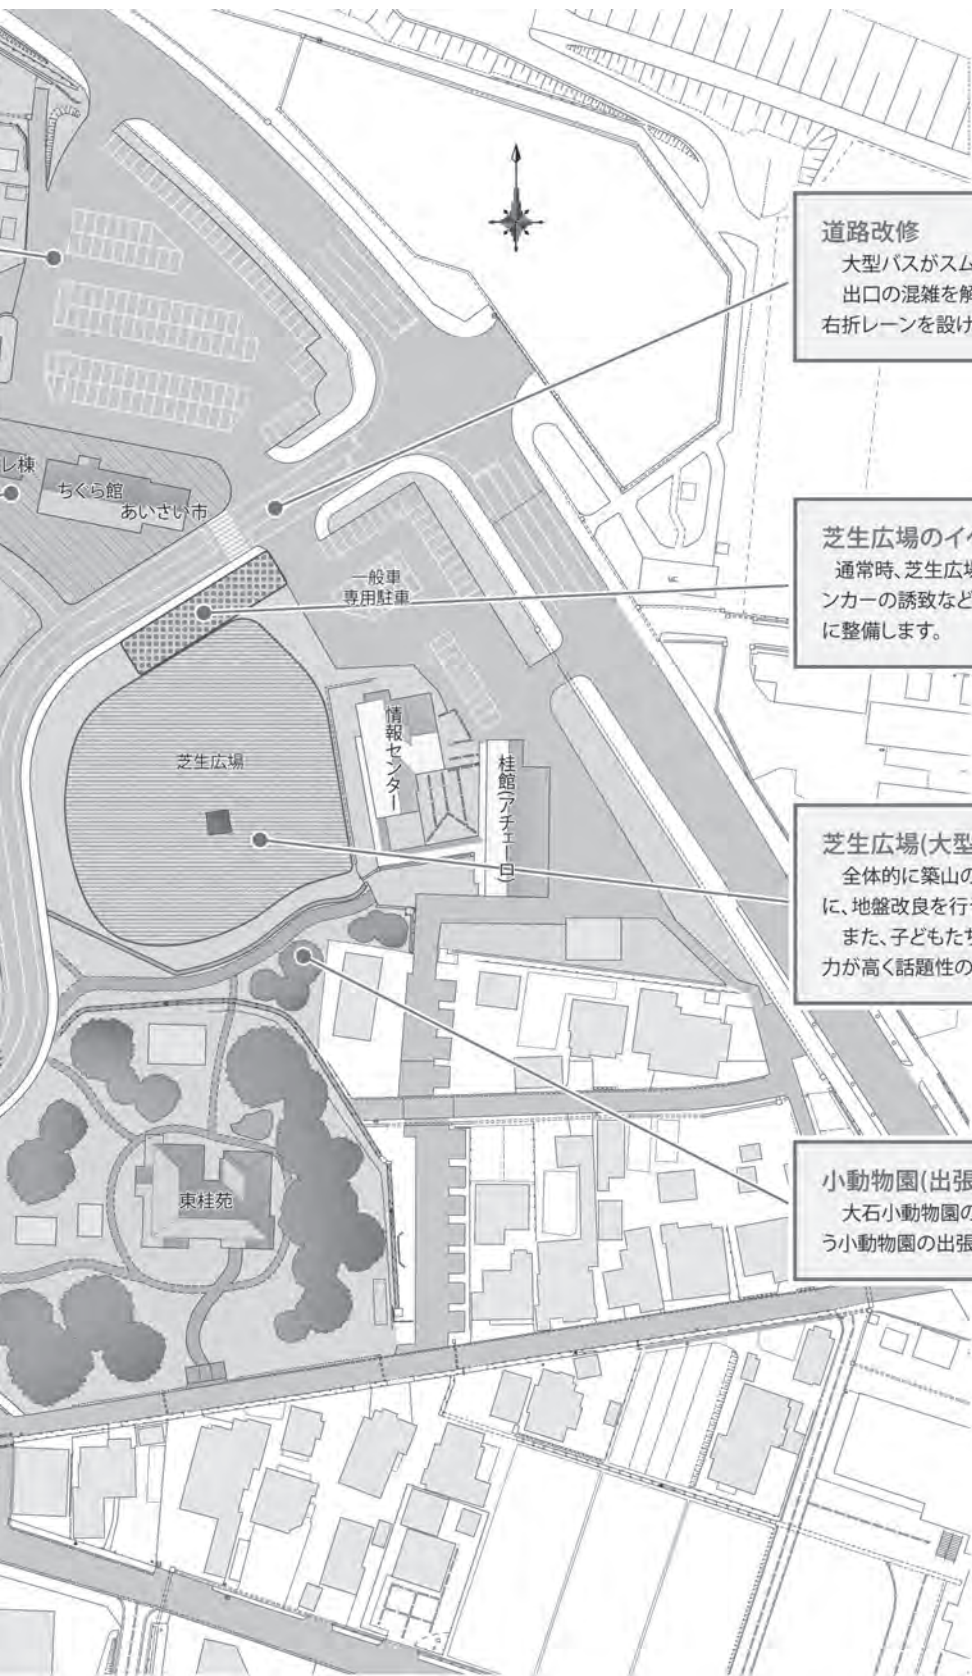 道路改修
大型バスがスム
出口の混雑を解
右折レーンを設け
レ棟
ちぐら館
あいさい市
芝生広場のイベ
通常時、芝生広場
ンカーの誘致など
に整備します。
一般車
専用駐車
情報センター
桂館(アチェーロ)
芝生広場
芝生広場(大型
全体的に築山の
に、地盤改良を行
また、子どもたち
力が高く話題性の
小動物園(出張
大石小動物園の
う小動物園の出張
東桂苑